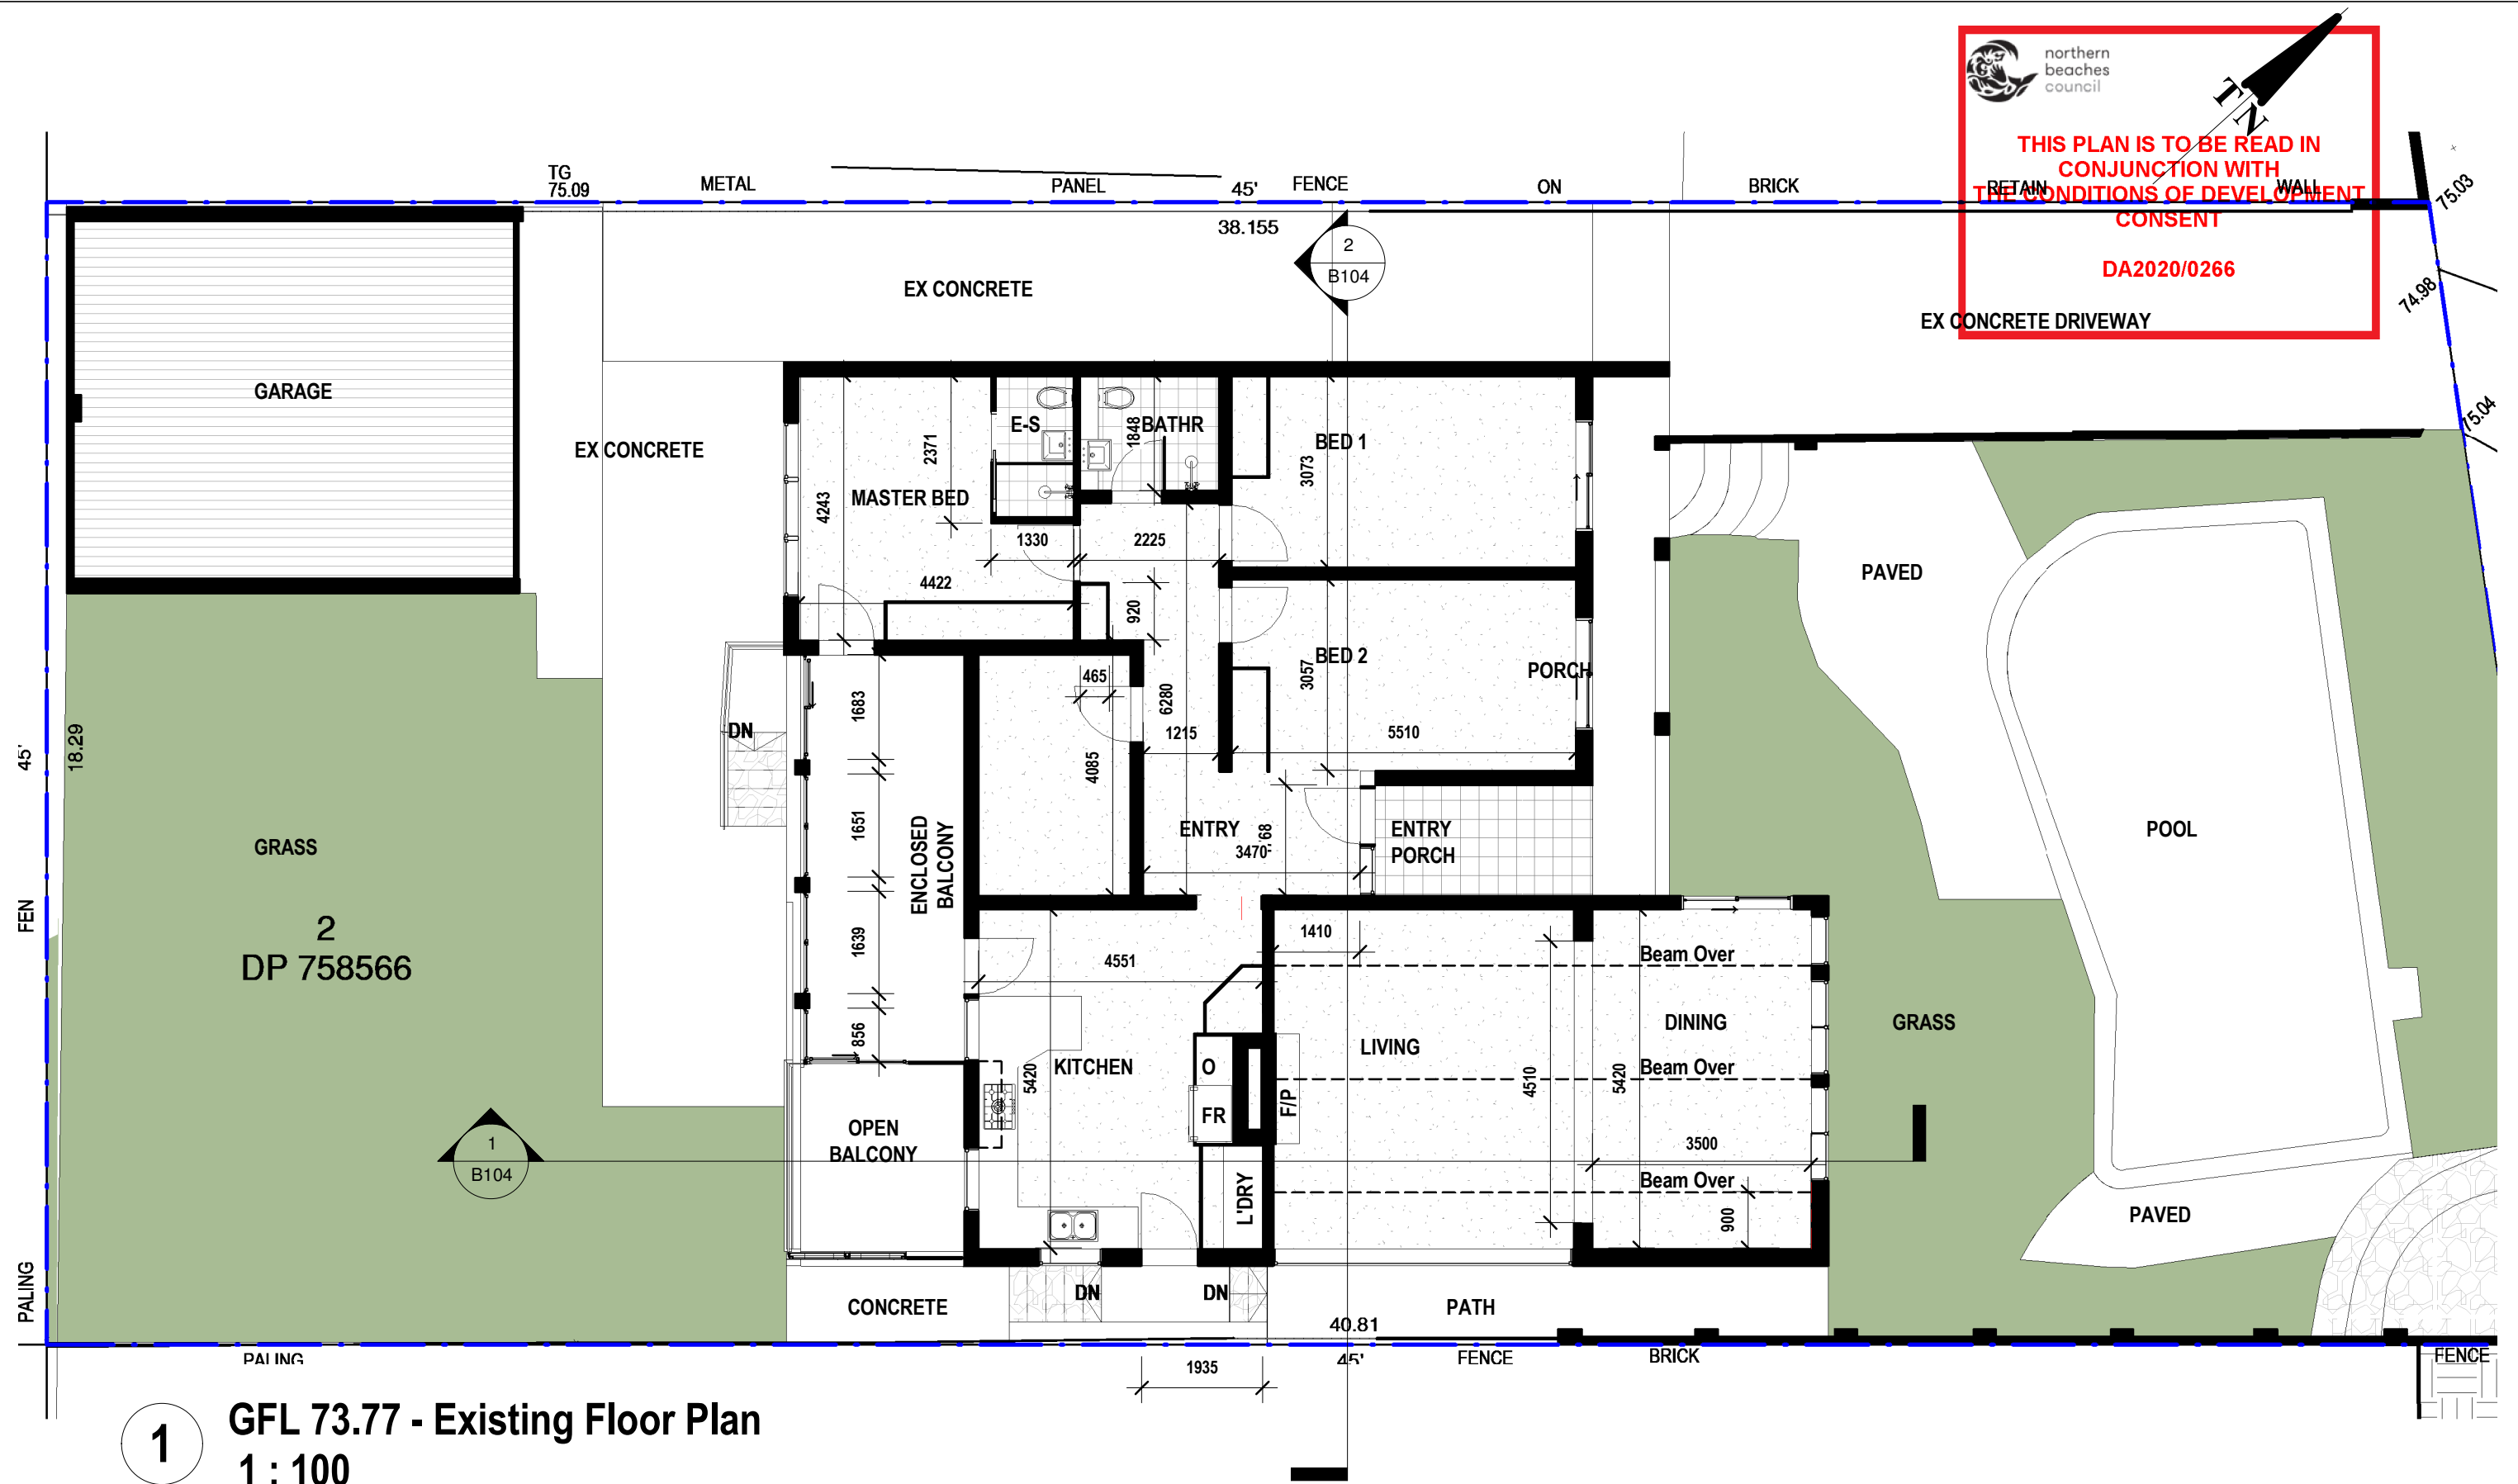 northern
beaches
council
TN
THIS PLAN IS TO BE READ IN
CONJUNCTION WITH
THE CONDITIONS OF DEVELOPMENT
CONSENT
DA2020/0266
TG
75.09
METAL
PANEL
45'
FENCE
ON
BRICK
RETAIN
WALL
75.03
38.155
2
B104
74.98
EX CONCRETE
EX CONCRETE DRIVEWAY
GARAGE
75.04
EX CONCRETE
E-S
BATHR
1848
BED 1
2371
3073
MASTER BED
4243
1330
2225
4422
920
PAVED
BED 2
3057
PORCH
465
6280
1683
DN
1215
5510
45'
18.29
4085
1651
ENCLOSED
BALCONY
ENTRY
3470
ENTRY
PORCH
POOL
GRASS
FEN
2
DP 758566
1639
1410
4551
Beam Over
856
DINING
GRASS
LIVING
KITCHEN
5420
O
4510
5420
Beam Over
F/P
FR
OPEN
BALCONY
1
B104
3500
L'DRY
Beam Over
900
PAVED
PALING
DN
DN
CONCRETE
PATH
40.81
PALING
45'
FENCE
BRICK
FENCE
1935
1
GFL 73.77 - Existing Floor Plan
1 : 100